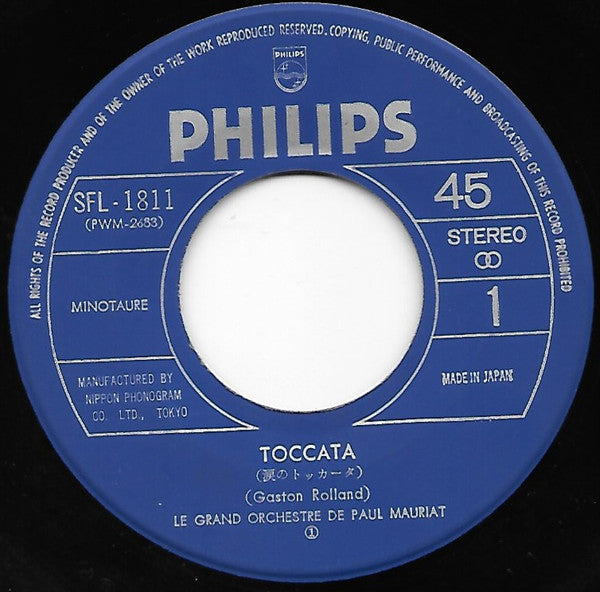 ALL RIGHTS OF THE RECORD PRODUCER AND OF THE OWNER OF THE WORK REPRODUCED RESERVED. COPYING, PUBLIC PERFORMANCE AND BROADCASTING OF THIS RECORD PROHIBITED
PHILIPS
PHILIPS
SFL-1811
(PWM-2683)
45
STEREO
MINOTAURE
1
MANUFACTURED BY
NIPPON PHONOGRAM
CO. LTD., TOKYO
MADE IN JAPAN
TOCCATA
(涙のトッカータ)
(Gaston Rolland)
LE GRAND ORCHESTRE DE PAUL MAURIAT
①